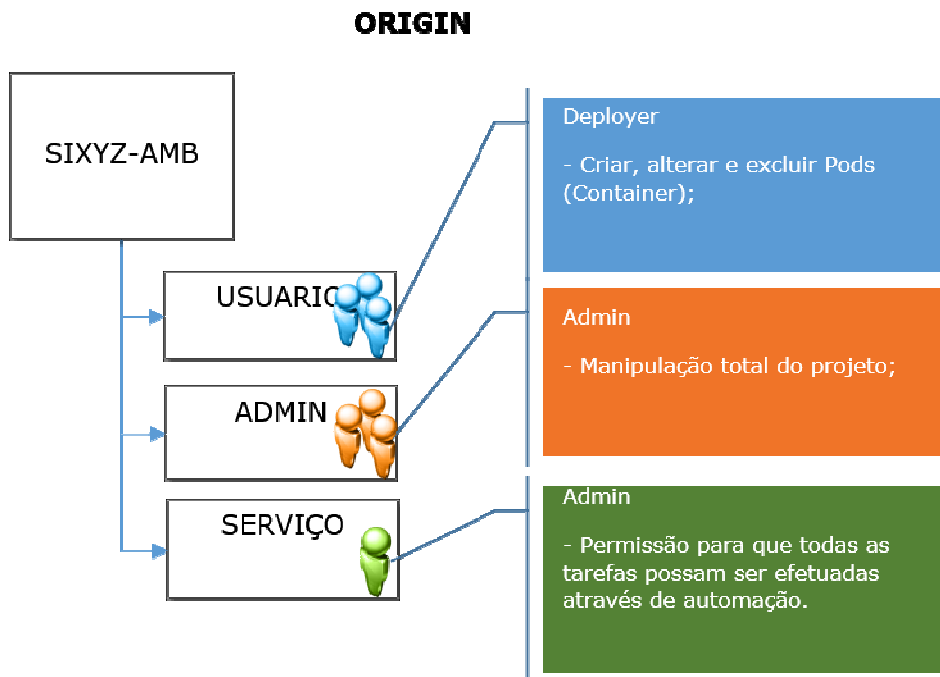 ORIGIN
SIXYZ-AMB
USUARIO
ADMIN
SERVIÇO
Deployer
- Criar, alterar e excluir Pods
(Container);
Admin
- Manipulação total do projeto;
Admin
- Permissão para que todas as
tarefas possam ser efetuadas
através de automação.